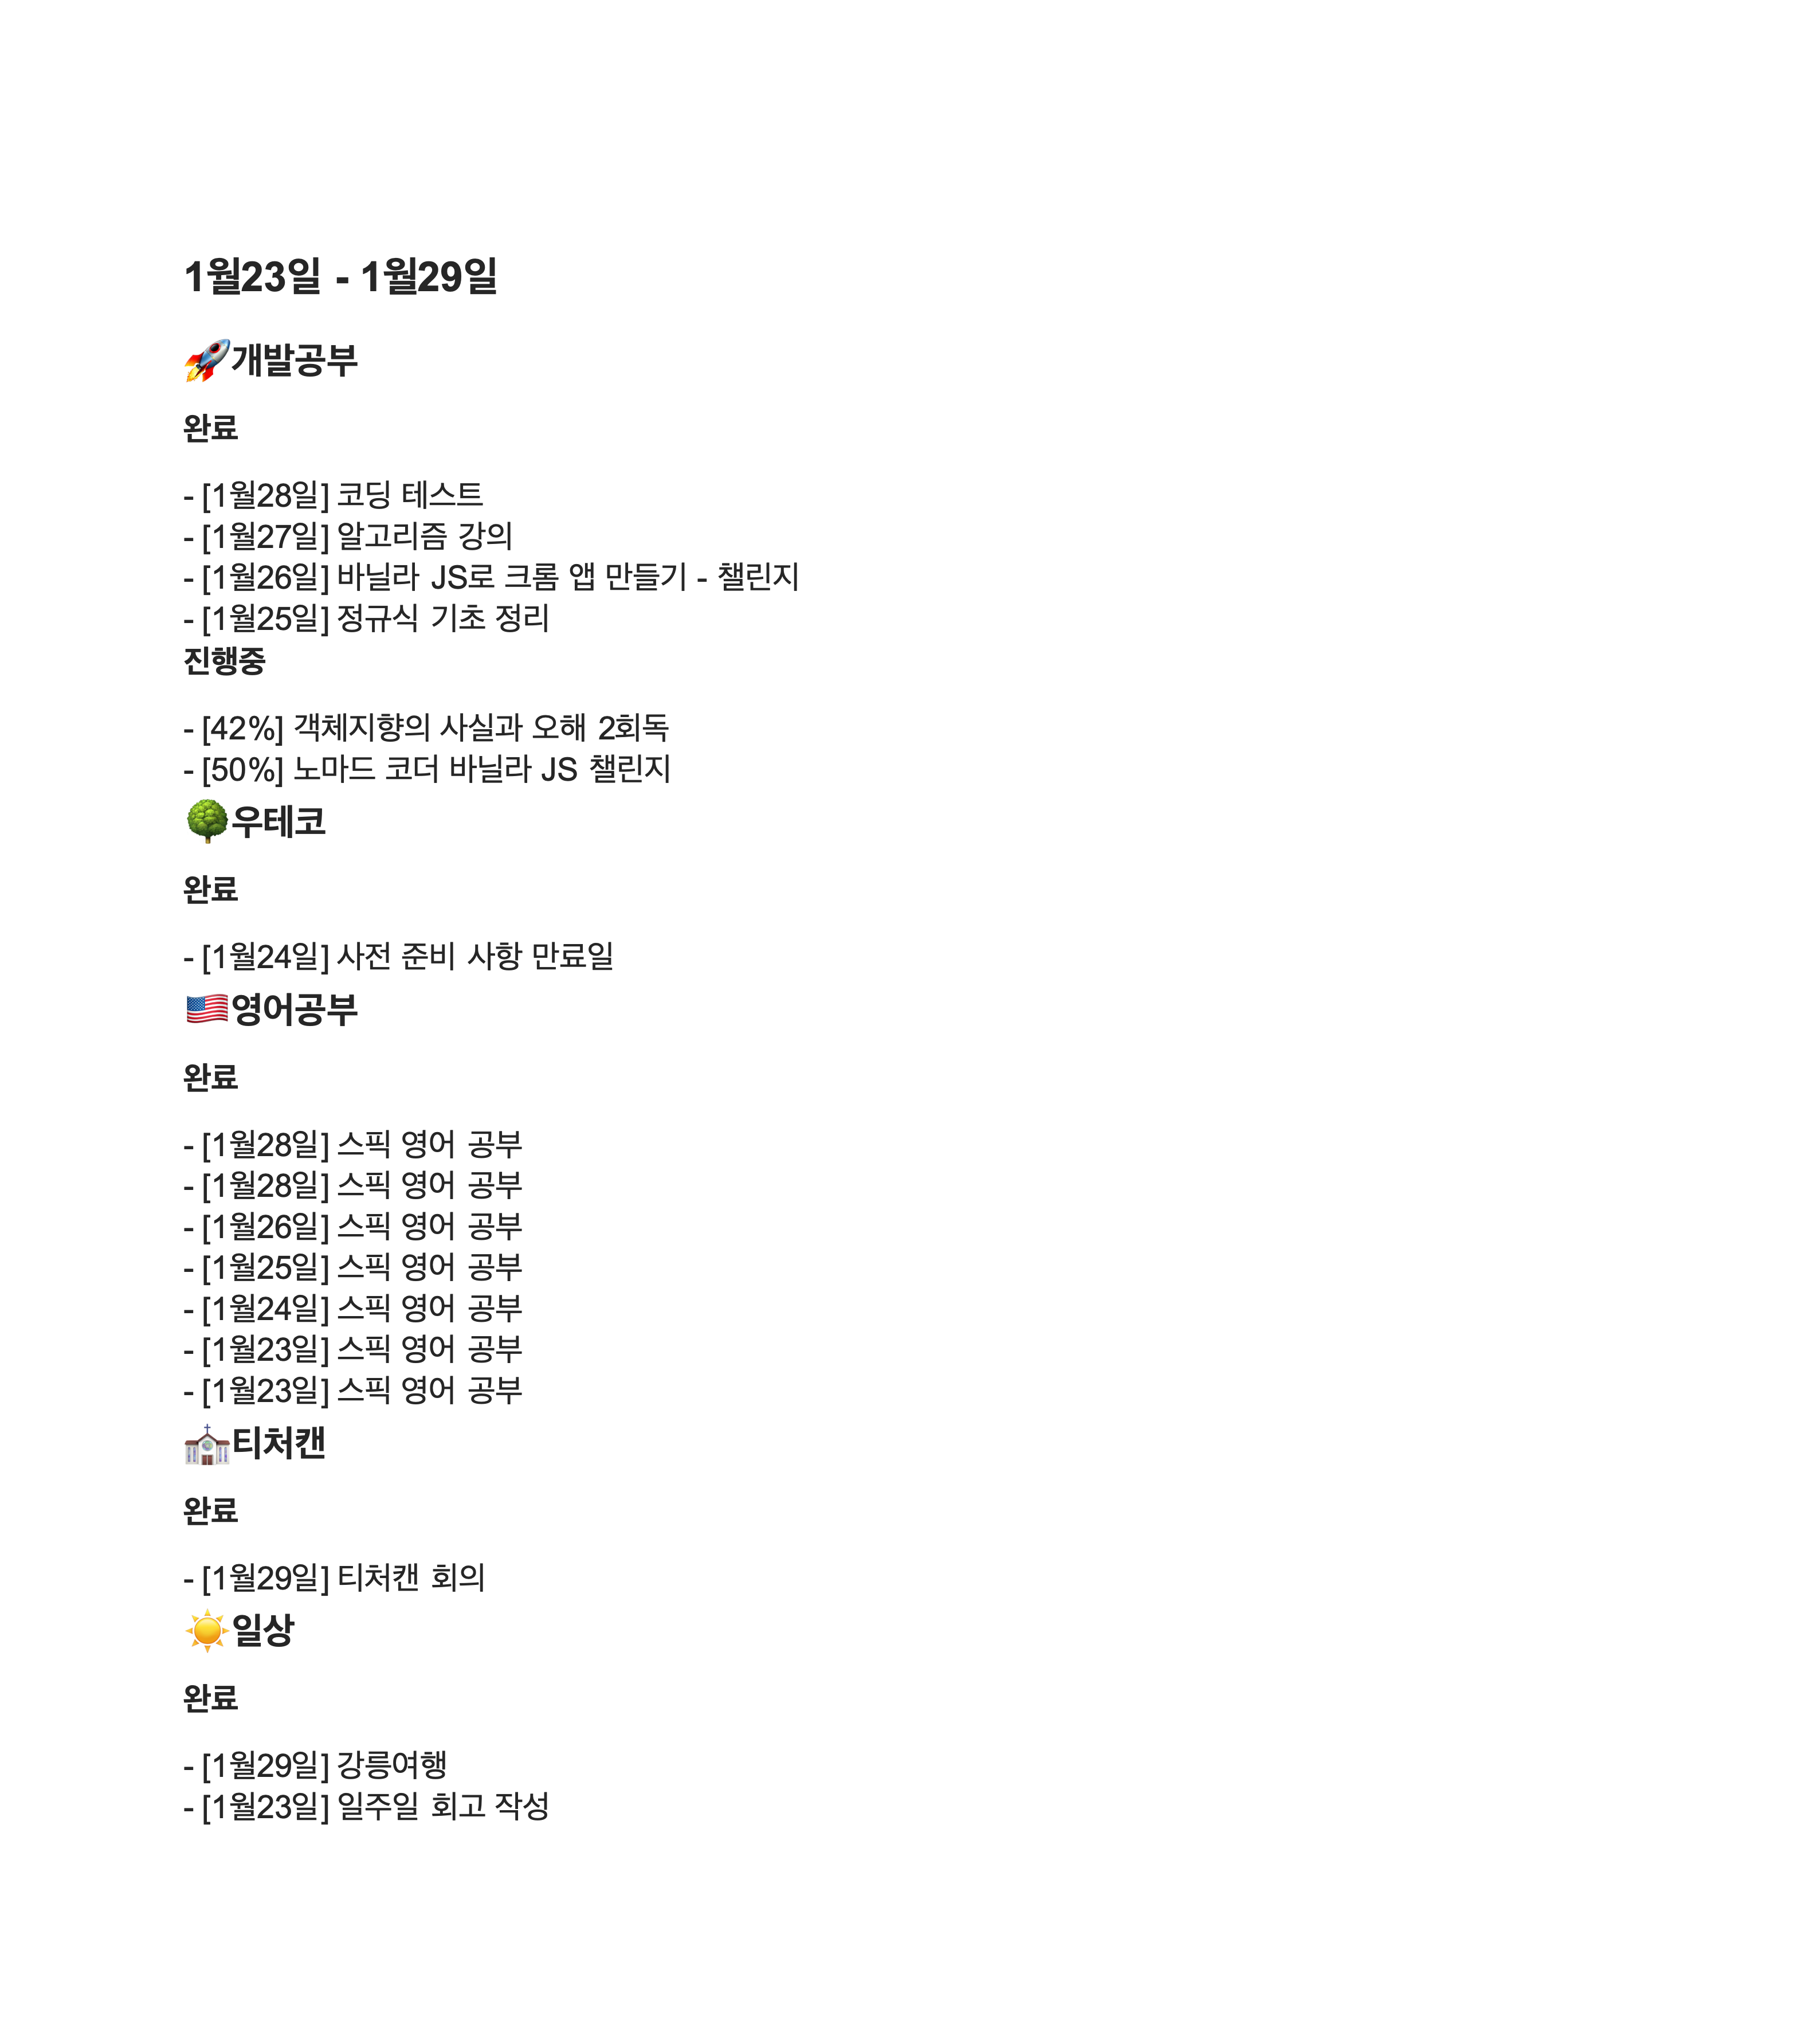 1월23일 - 1월29일
🚀개발공부
완료
- [1월28일] 코딩 테스트
- [1월27일] 알고리즘 강의
- [1월26일] 바닐라 JS로 크롬 앱 만들기 - 챌린지
- [1월25일] 정규식 기초 정리
진행중
- [42%] 객체지향의 사실과 오해 2회독
- [50%] 노마드 코더 바닐라 JS 챌린지
🌳우테코
완료
- [1월24일] 사전 준비 사항 만료일
🇺🇸영어공부
완료
- [1월28일] 스픽 영어 공부
- [1월28일] 스픽 영어 공부
- [1월26일] 스픽 영어 공부
- [1월25일] 스픽 영어 공부
- [1월24일] 스픽 영어 공부
- [1월23일] 스픽 영어 공부
- [1월23일] 스픽 영어 공부
⛪티처캔
완료
- [1월29일] 티처캔 회의
☀️일상
완료
- [1월29일] 강릉여행
- [1월23일] 일주일 회고 작성